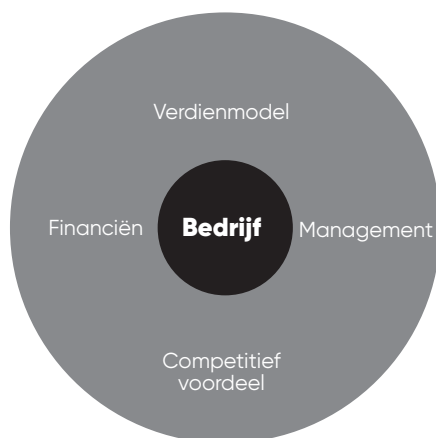 Verdienmodel
Financiën
Bedrijf
Management
Competitief
voordeel